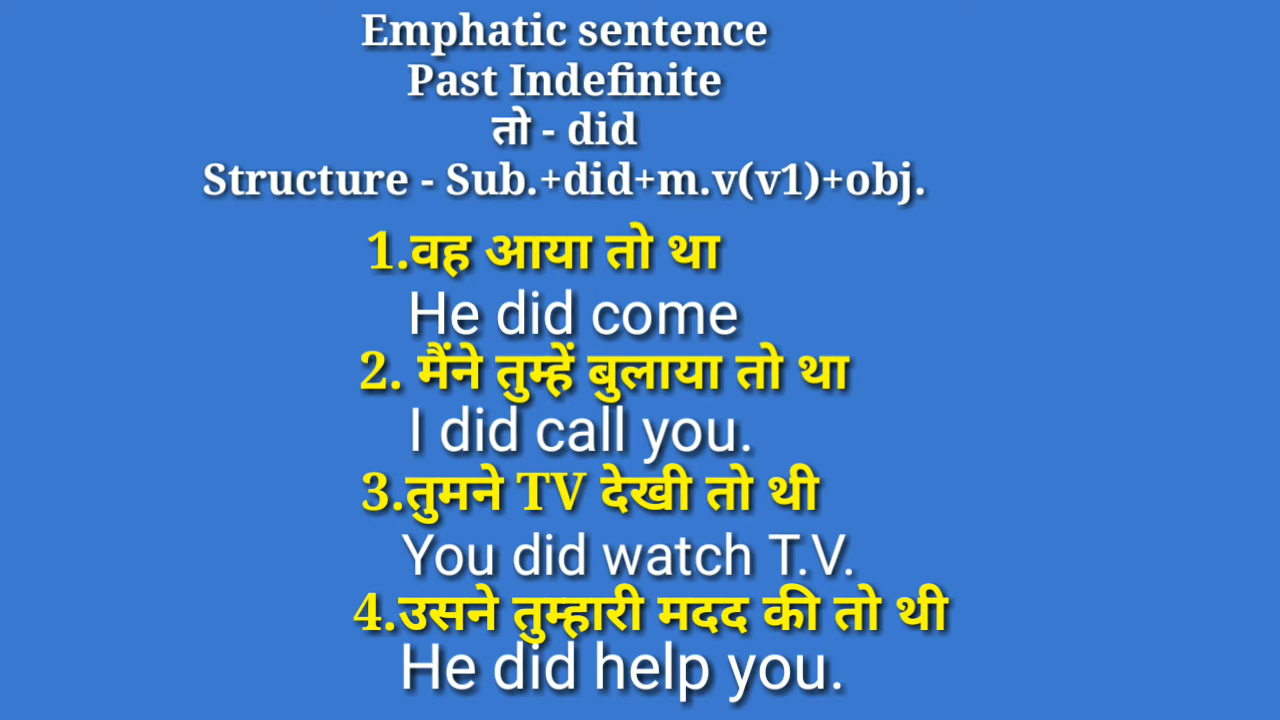 Emphatic sentence
Past Indefinite
तो - did
Structure - Sub.+did+m.v(v1)+obj.
1.वह आया तो था
He did come
2. मैंने तुम्हें बुलाया तो था
I did call you.
3.तुमने TV देखी तो थी
You did watch T.V.
4.उसने तुम्हारी मदद की तो थी
He did help you.